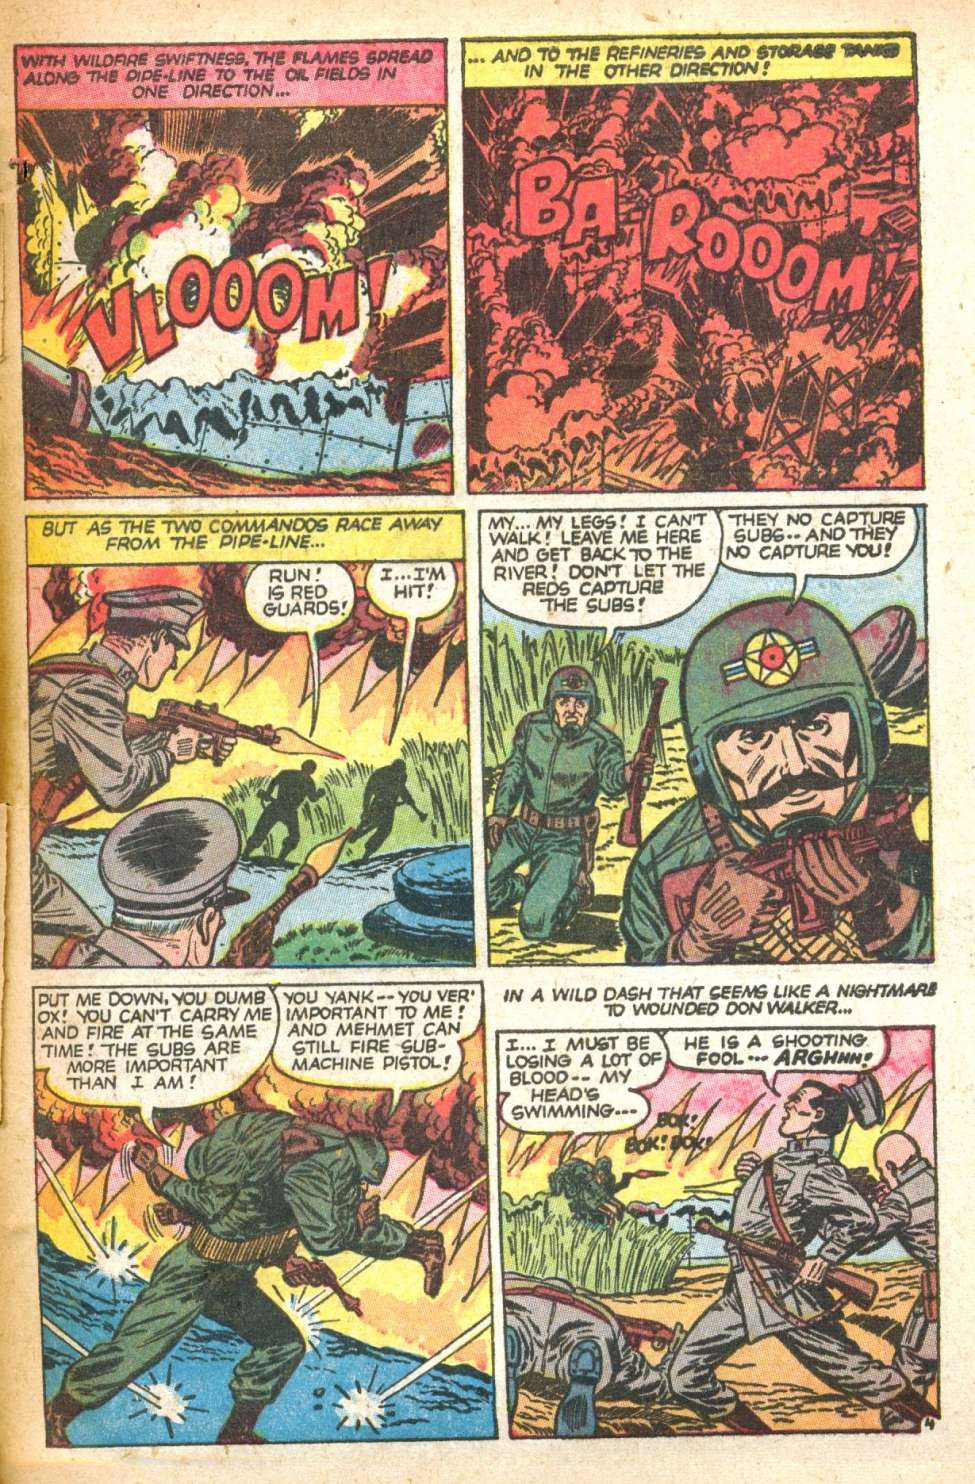 WITH WILDFIRE SWIFTNESS, THE FLAMES SPREAD
ALONG THE PIPE-LINE TO THE OIL FIELDS IN
ONE DIRECTION...
VLOOOM!
... AND TO THE REFINERIES AND STORAGE TANKS
IN THE OTHER DIRECTION!
BA-
ROOOM!
BUT AS THE TWO COMMANDOS RACE AWAY
FROM THE PIPE-LINE...
RUN!
IS RED
GUARDS!
I...I'M
HIT!
MY... MY LEGS! I CAN'T
WALK! LEAVE ME HERE
AND GET BACK TO THE
RIVER! DON'T LET THE
REDS CAPTURE
THE SUBS!
THEY NO CAPTURE
SUBS-- AND THEY
NO CAPTURE YOU!
PUT ME DOWN, YOU DUMB
OX! YOU CAN'T CARRY ME
AND FIRE AT THE SAME
TIME! THE SUBS ARE
MORE IMPORTANT
THAN I AM!
YOU YANK-- YOU VER'
IMPORTANT TO ME!
AND MEHMET CAN
STILL FIRE SUB-
MACHINE PISTOL!
IN A WILD DASH THAT SEEMS LIKE A NIGHTMARE
TO WOUNDED DON WALKER...
I... I MUST BE
LOSING A LOT OF
BLOOD-- MY
HEAD'S
SWIMMING---
HE IS A SHOOTING
FOOL--- ARGHHH!
BOK!
BOK! BOK!
4